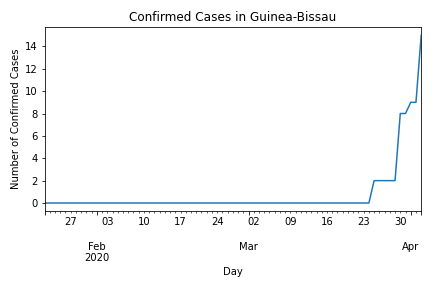 Confirmed Cases in Guinea-Bissau
Number of Confirmed Cases
14
12
10
8
6
4
2
0
27 03 10 17 24 02 09 16 23 30
Feb Mar Apr
2020
Day